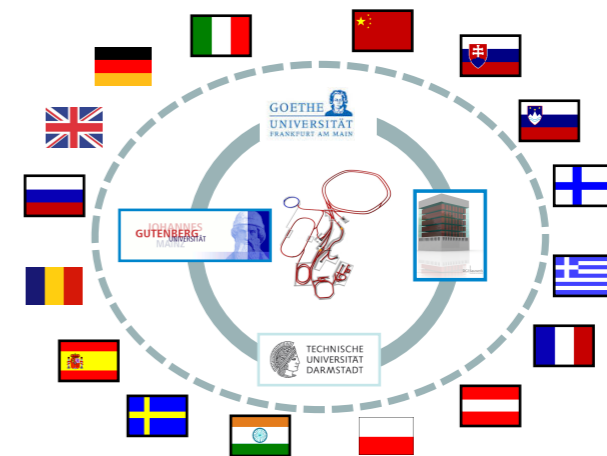 GOETHE
UNIVERSITÄT
FRANKFURT AM MAIN
JOHANNES
GUTENBERG
UNIVERSITÄT
MAINZ
TECHNISCHE
UNIVERSITÄT
DARMSTADT